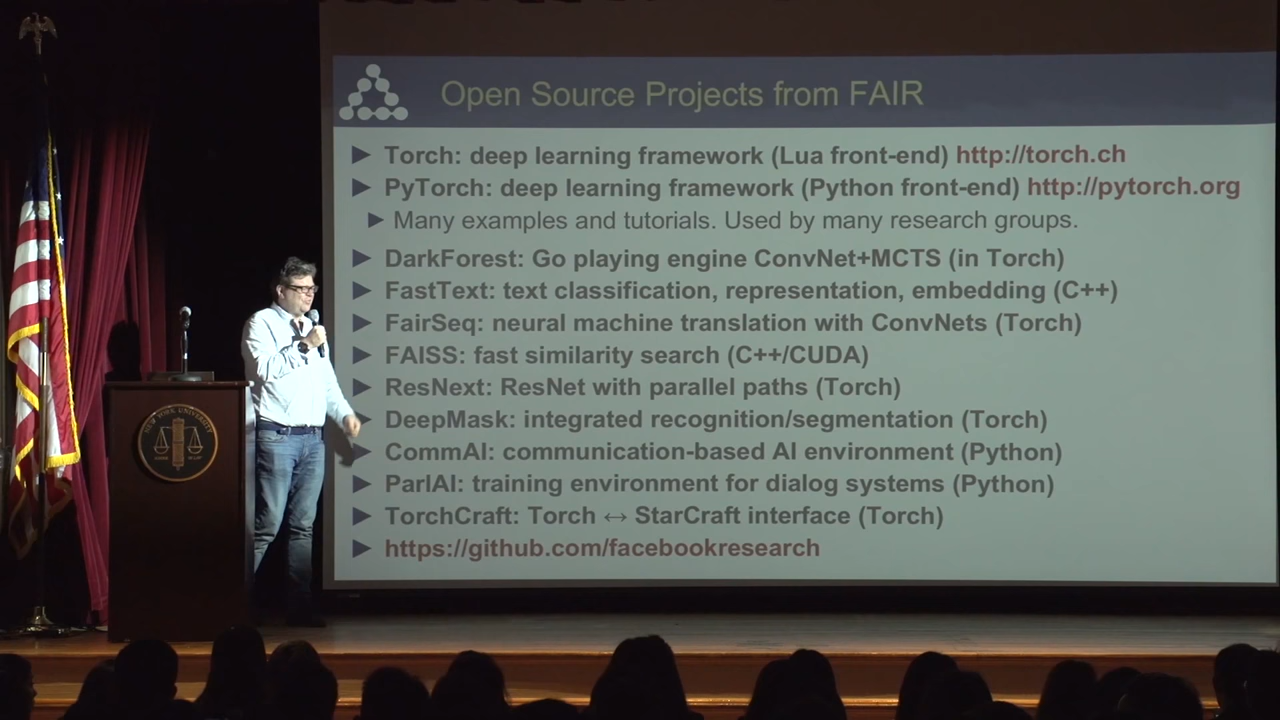 Open Source Projects from FAIR
Torch: deep learning framework (Lua front-end) http://torch.ch
PyTorch: deep learning framework (Python front-end) http://pytorch.org
Many examples and tutorials. Used by many research groups.
DarkForest: Go playing engine ConvNet+MCTS (in Torch)
FastText: text classification, representation, embedding (C++)
FairSeq: neural machine translation with ConvNets (Torch)
FAISS: fast similarity search (C++/CUDA)
ResNext: ResNet with parallel paths (Torch)
DeepMask: integrated recognition/segmentation (Torch)
CommAI: communication-based AI environment (Python)
ParlAI: training environment for dialog systems (Python)
TorchCraft: Torch ↔ StarCraft interface (Torch)
https://github.com/facebookresearch
NEW YORK UNIVERSITY